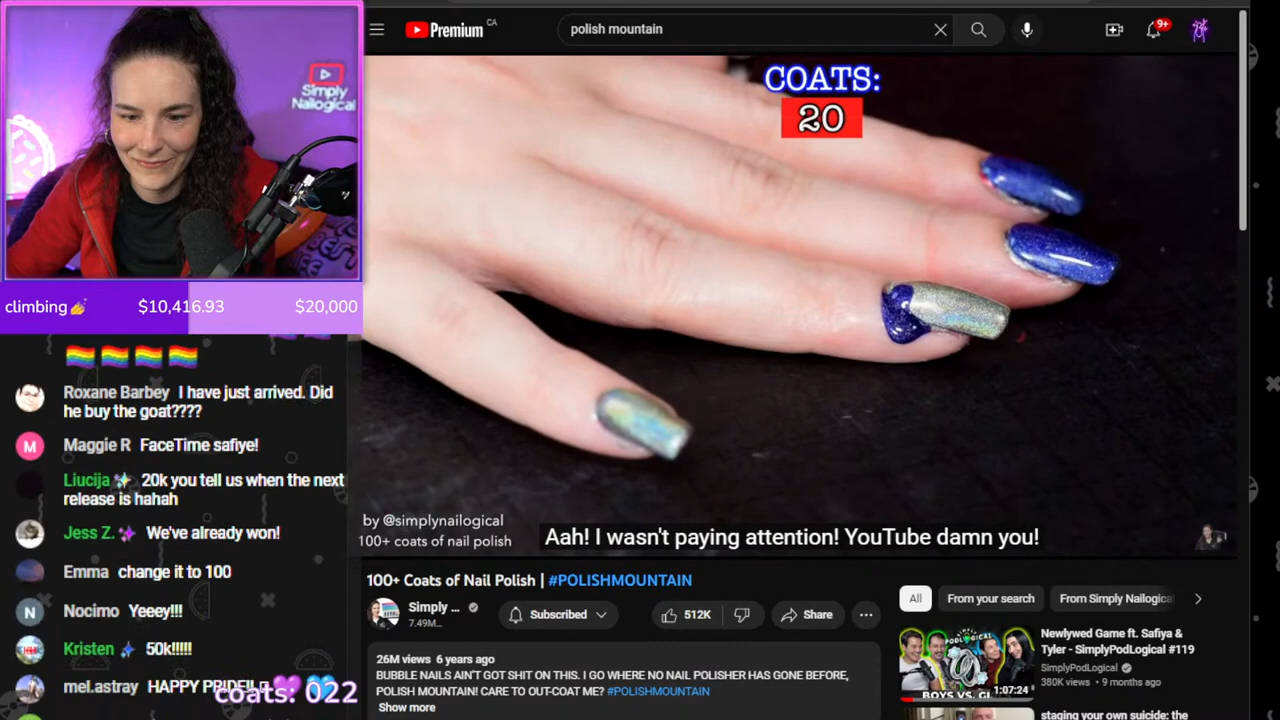 Simply
Nailogical
climbing💅 $10,416.93 $20,000
🏳️‍🌈 🏳️‍🌈 🏳️‍🌈 🏳️‍🌈
Roxane Barbey I have just arrived. Did
he buy the goat????
M Maggie R FaceTime safiye!
Liucija✨ 20k you tell us when the next
release is hahah
Jess Z.✨ We've already won!
Emma change it to 100
N Nocimo Yeeey!!!
Kristen 50k!!!!!
mel.astray HAPPY PRIDE!!
coats: 022
Premium CA
polish mountain
9+
COATS:
20
by @simplynailogical
100+ coats of nail polish
Aah! I wasn't paying attention! YouTube damn you!
100+ Coats of Nail Polish | #POLISHMOUNTAIN
Simply ...
7.49M...
Subscribed
512K
Share
26M views 6 years ago
BUBBLE NAILS AIN'T GOT SHIT ON THIS. I GO WHERE NO NAIL POLISHER HAS GONE BEFORE,
POLISH MOUNTAIN! CARE TO OUT-COAT ME? #POLISHMOUNTAIN
Show more
All From your search From Simply Nailogica
BOYS VS. GI
1:07:24
Newlywed Game ft. Safiya &
Tyler - SimplyPodLogical #119
SimplyPodLogical
380K views • 9 months ago
staging your own suicide: the